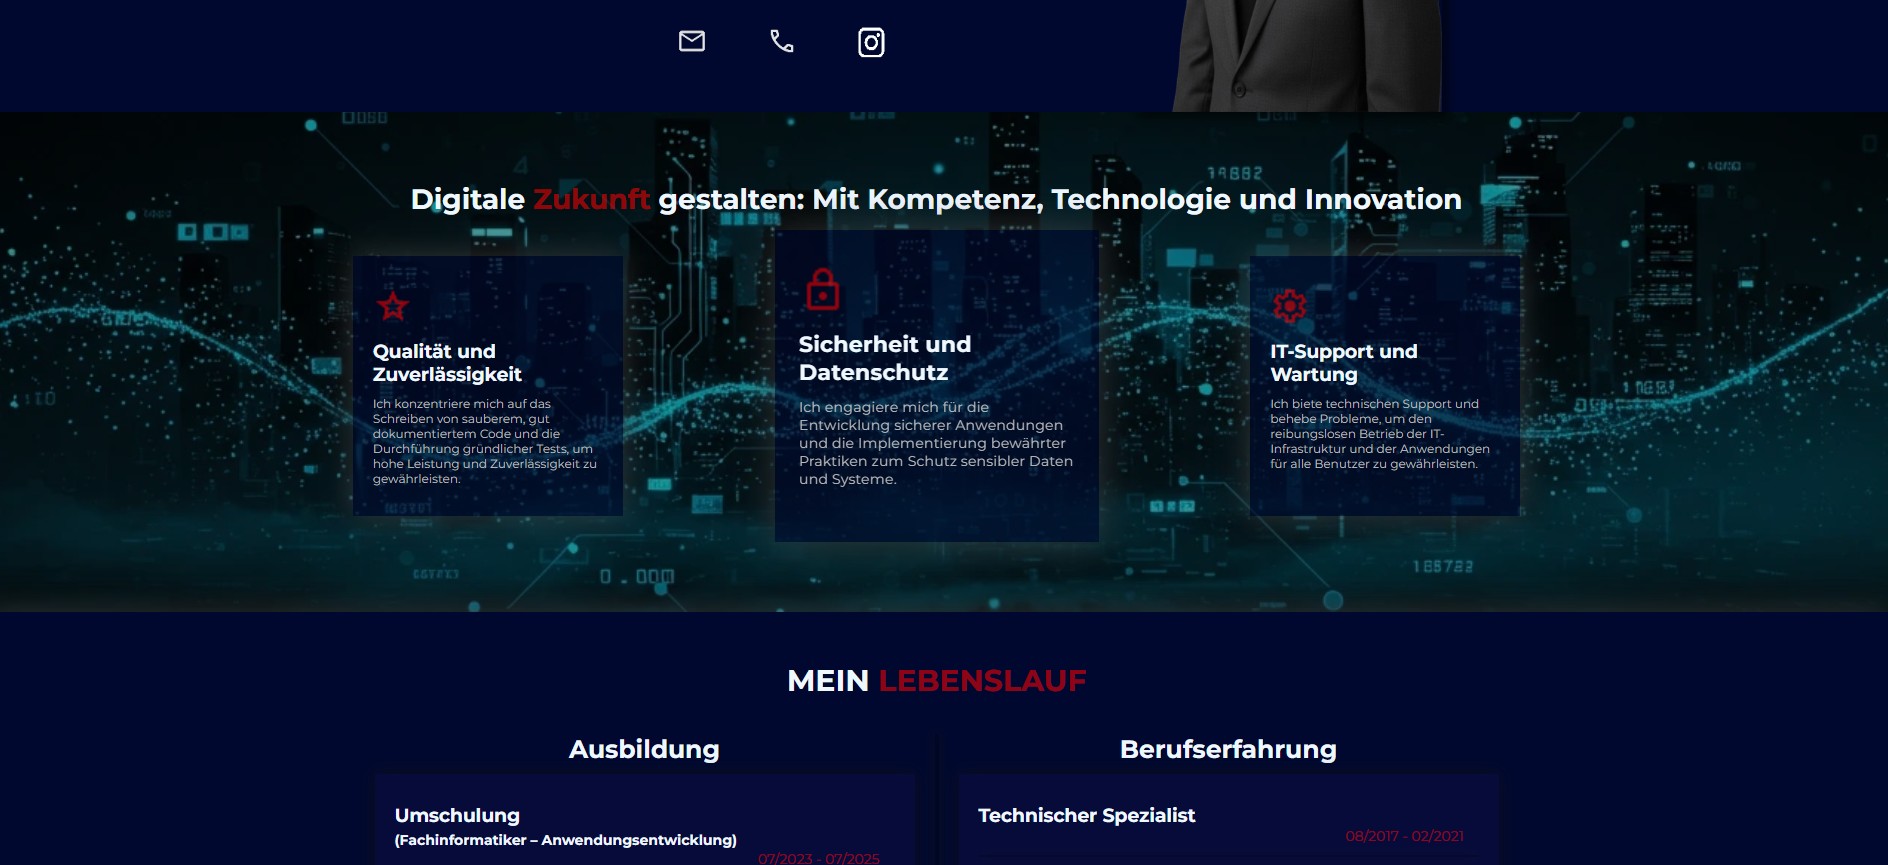 Digitale Zukunft gestalten: Mit Kompetenz, Technologie und Innovation
Qualität und
Zuverlässigkeit
Ich konzentriere mich auf das
Schreiben von sauberem, gut
dokumentiertem Code und die
Durchführung gründlicher Tests, um
hohe Leistung und Zuverlässigkeit zu
gewährleisten.
Sicherheit und
Datenschutz
Ich engagiere mich für die
Entwicklung sicherer Anwendungen
und die Implementierung bewährter
Praktiken zum Schutz sensibler Daten
und Systeme.
IT-Support und
Wartung
Ich biete technischen Support und
behebe Probleme, um den
reibungslosen Betrieb der IT-
Infrastruktur und der Anwendungen
für alle Benutzer zu gewährleisten.
MEIN LEBENSLAUF
Ausbildung
Umschulung
(Fachinformatiker – Anwendungsentwicklung)
07/2023 - 07/2025
Berufserfahrung
Technischer Spezialist
08/2017 - 02/2021